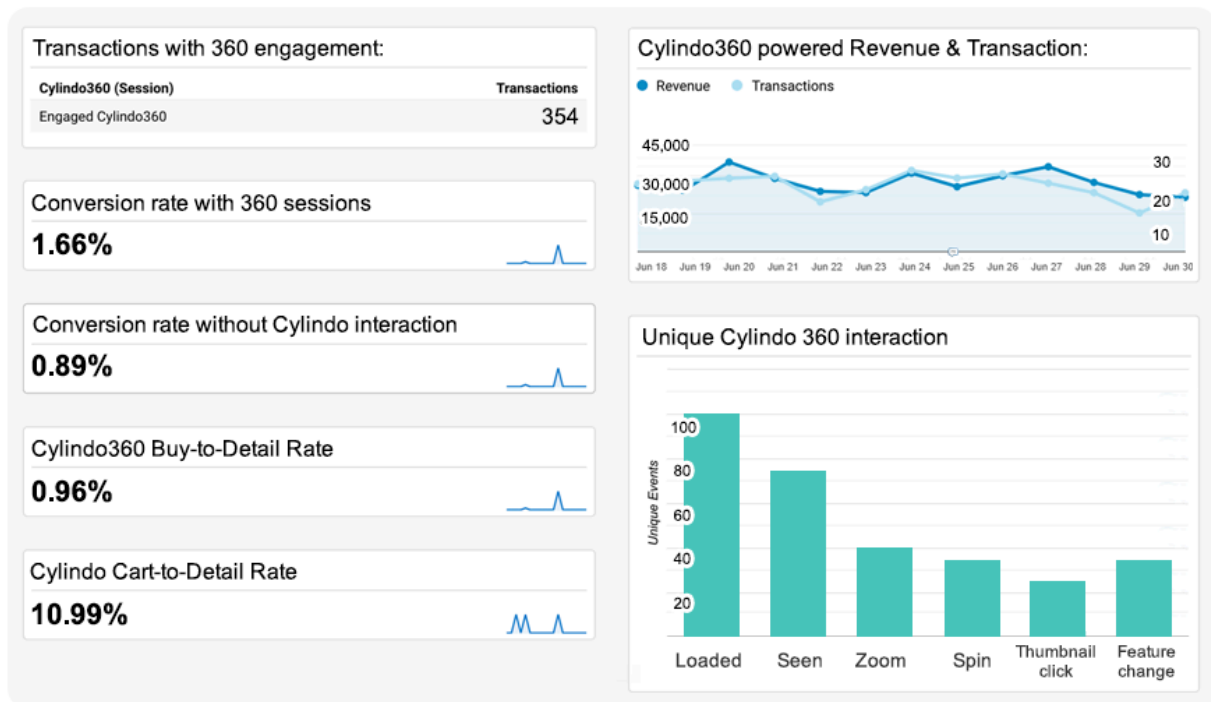 Transactions with 360 engagement:
Cylindo360 (Session) Transactions
Engaged Cylindo360 354
Conversion rate with 360 sessions
1.66%
Conversion rate without Cylindo interaction
0.89%
Cylindo360 Buy-to-Detail Rate
0.96%
Cylindo Cart-to-Detail Rate
10.99%
Cylindo360 powered Revenue & Transaction:
Revenue Transactions
45,000
30
30,000
20
15,000
10
Jun 18 Jun 19 Jun 20 Jun 21 Jun 22 Jun 23 Jun 24 Jun 25 Jun 26 Jun 27 Jun 28 Jun 29 Jun 30
Unique Cylindo 360 interaction
Unique Events
100
80
60
40
20
Loaded Seen Zoom Spin Thumbnail click Feature change